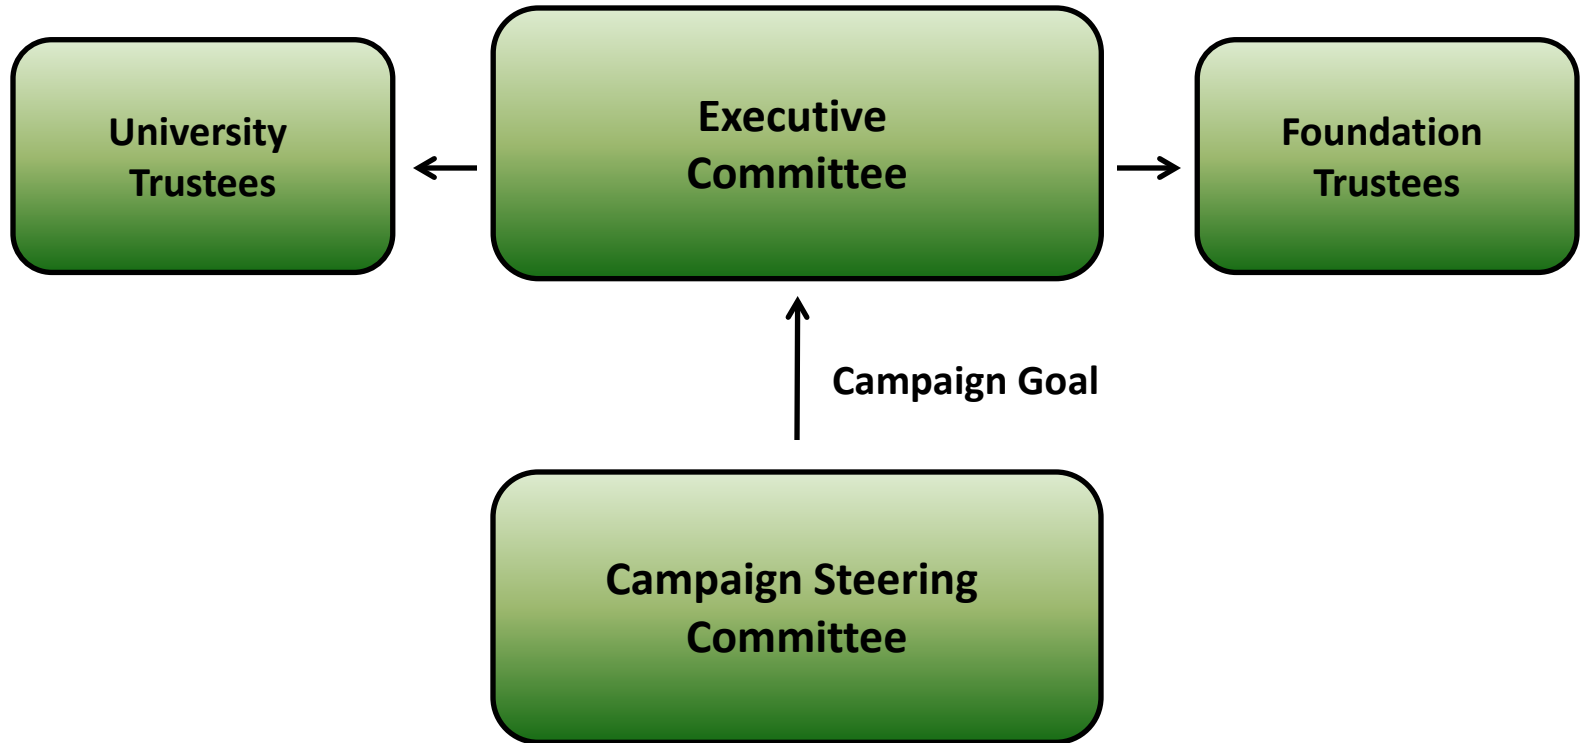 University
Trustees
Executive
Committee
Foundation
Trustees
Campaign Goal
Campaign Steering
Committee